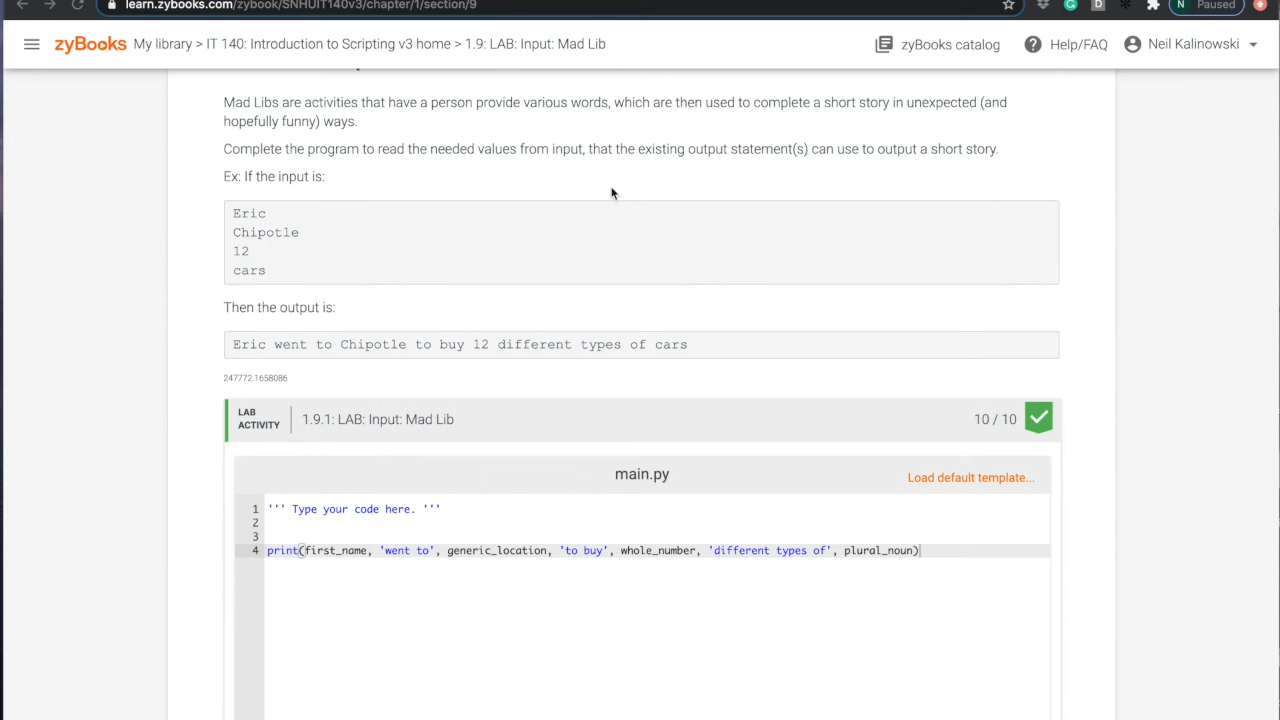 learn.zybooks.com/zybook/SNHUIT140v3/chapter/1/section/9
N Paused
zyBooks My library > IT 140: Introduction to Scripting v3 home > 1.9: LAB: Input: Mad Lib
zyBooks catalog
Help/FAQ
Neil Kalinowski
Mad Libs are activities that have a person provide various words, which are then used to complete a short story in unexpected (and
hopefully funny) ways.
Complete the program to read the needed values from input, that the existing output statement(s) can use to output a short story.
Ex: If the input is:
Eric
Chipotle
12
cars
Then the output is:
Eric went to Chipotle to buy 12 different types of cars
247772.1658086
LAB
ACTIVITY
1.9.1: LAB: Input: Mad Lib
10 / 10
main.py
Load default template...
1 ''' Type your code here. '''
2
3
4 print(first_name, 'went to', generic_location, 'to buy', whole_number, 'different types of', plural_noun)